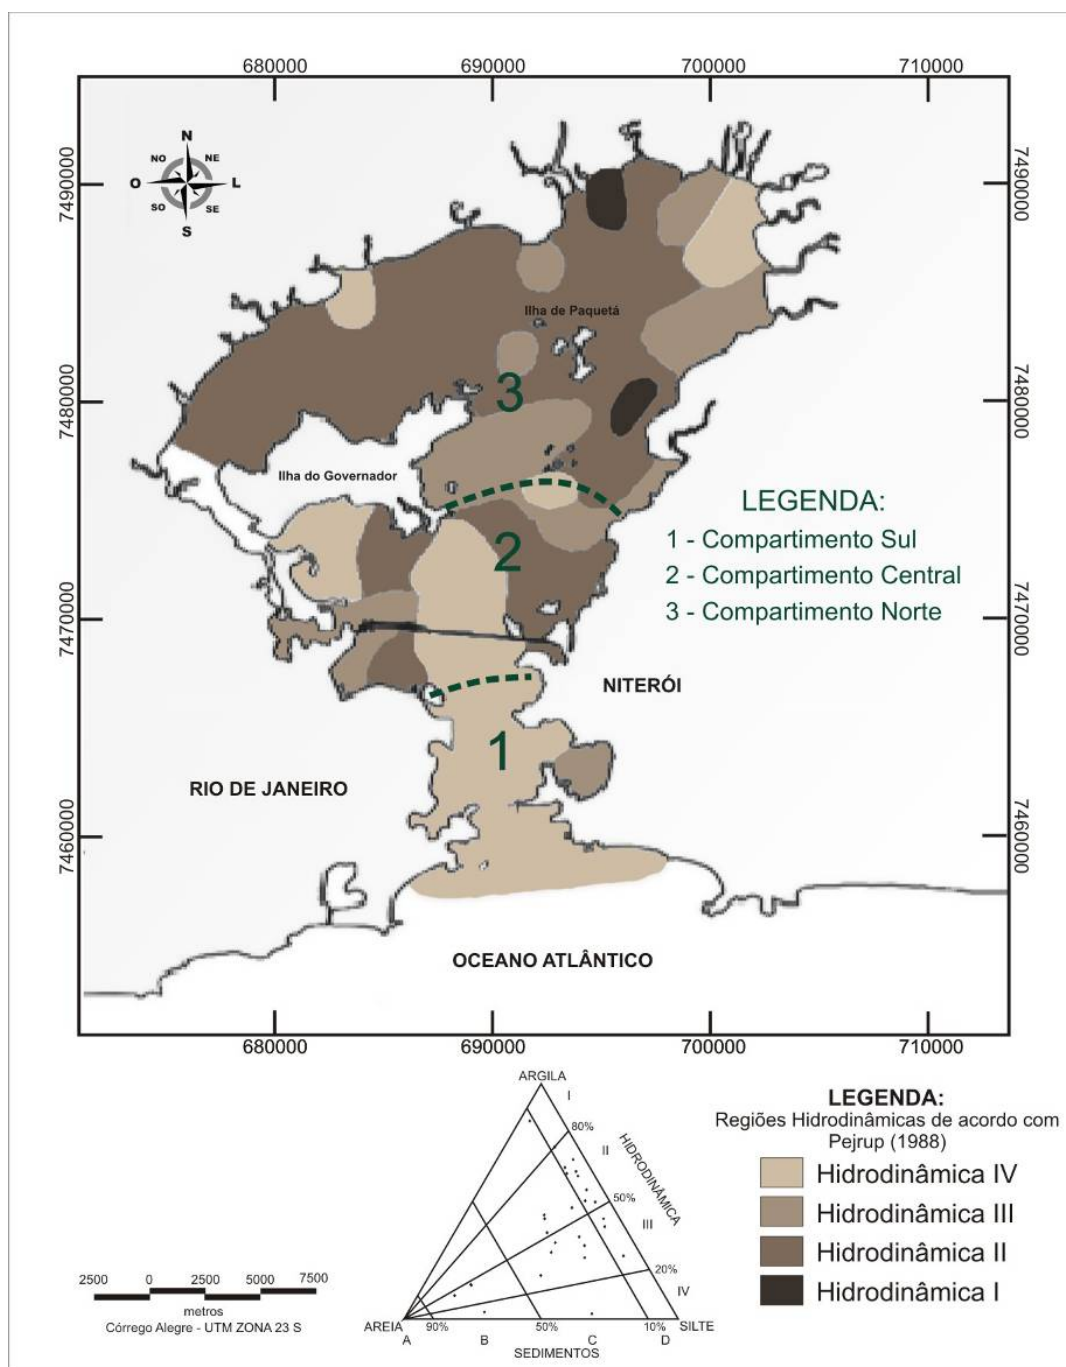 680000
690000
700000
710000
N
NO
NE
O
L
SO
SE
S
7490000
7490000
Ilha de Paquetá
7480000
7480000
3
Ilha do Governador
LEGENDA:
1 - Compartimento Sul
2
2 - Compartimento Central
3 - Compartimento Norte
7470000
7470000
NITERÓI
1
RIO DE JANEIRO
7460000
7460000
OCEANO ATLÂNTICO
680000
690000
700000
710000
ARGILA
I
80%
II
HIDRODINÂMICA
50%
III
20%
IV
AREIA
90%
50%
10%
SILTE
A
B
C
D
SEDIMENTOS
LEGENDA:
Regiões Hidrodinâmicas de acordo com
Pejrup (1988)
Hidrodinâmica IV
Hidrodinâmica III
Hidrodinâmica II
Hidrodinâmica I
2500
0
2500
5000
7500
metros
Córrego Alegre - UTM ZONA 23 S